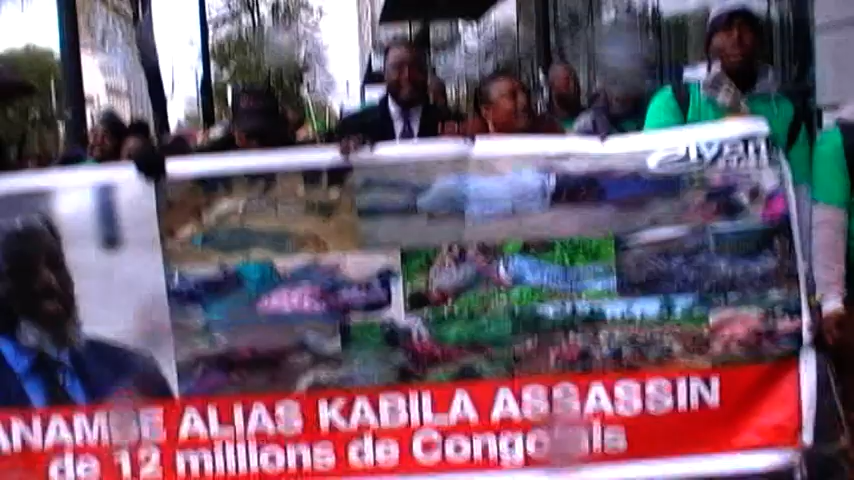 ANAMBE ALIAS KABILA ASSASSIN
de 12 millions de Congolais